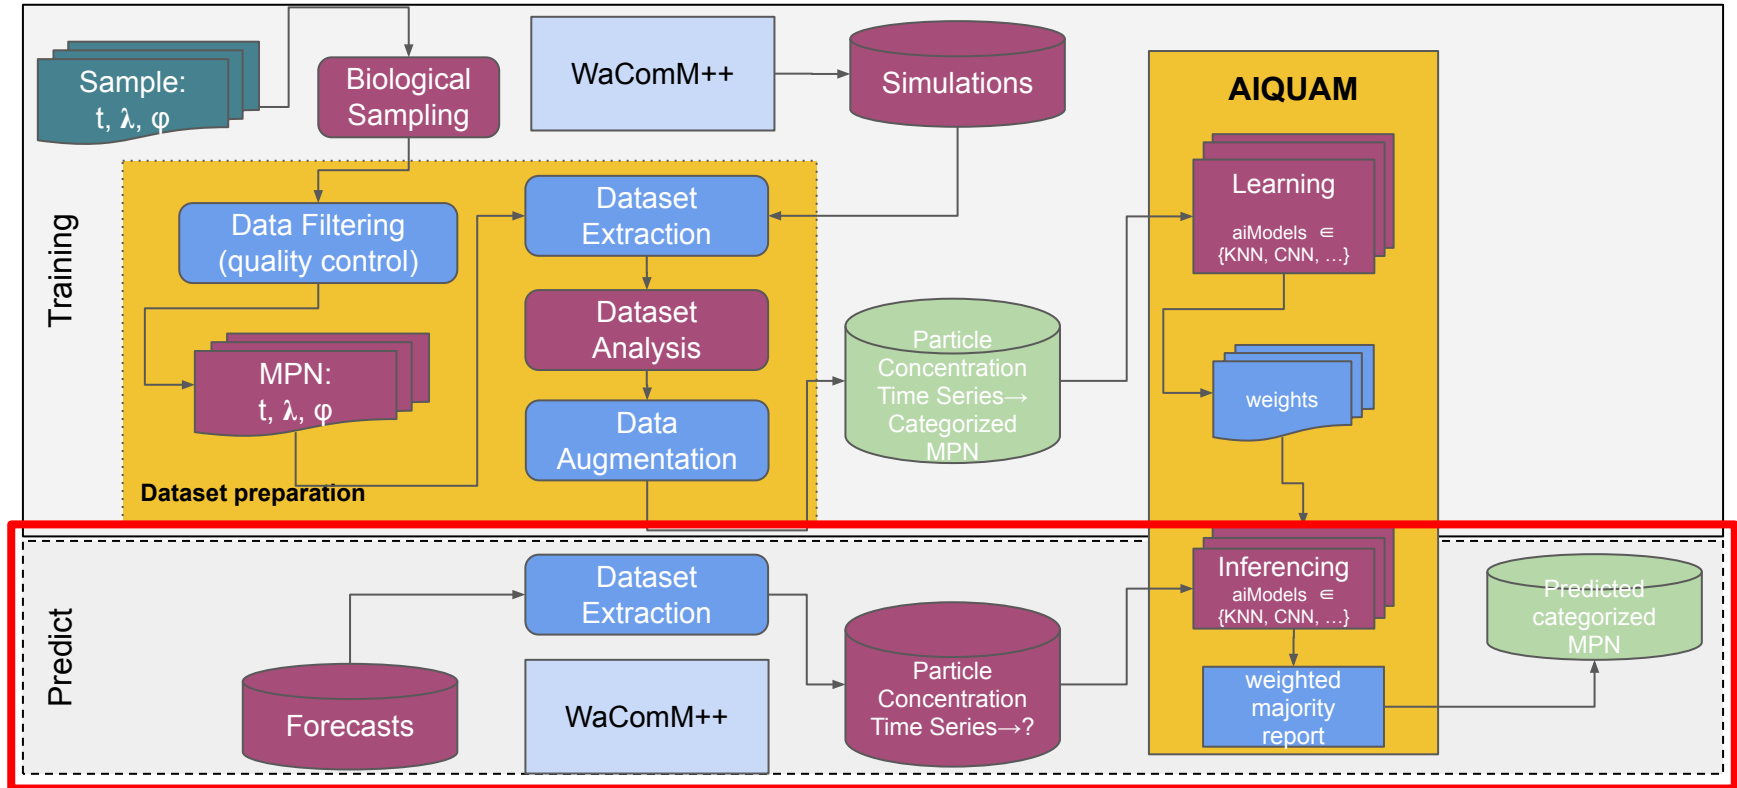 Sample:
t, λ, φ
Biological
Sampling
WaComM++
Simulations
AIQUAM
Training
Data Filtering
(quality control)
Dataset
Extraction
Learning
aiModels ∈
{KNN, CNN, …}
Dataset
Analysis
MPN:
t, λ, φ
Particle
Concentration
Time Series→
Categorized
MPN
weights
Data
Augmentation
Dataset preparation
Predict
Dataset
Extraction
Inferencing
aiModels ∈
{KNN, CNN, …}
Predicted
categorized
MPN
Forecasts
WaComM++
Particle
Concentration
Time Series→?
weighted
majority
report